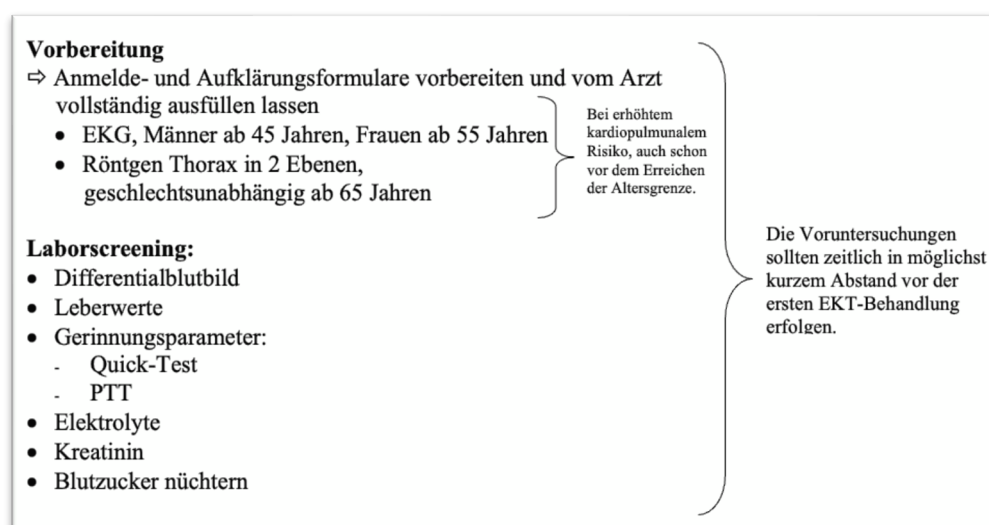 Vorbereitung
⇨ Anmelde- und Aufklärungsformulare vorbereiten und vom Arzt
vollständig ausfüllen lassen
• EKG, Männer ab 45 Jahren, Frauen ab 55 Jahren
• Röntgen Thorax in 2 Ebenen,
geschlechtsunabhängig ab 65 Jahren
Bei erhöhtem
kardiopulmunalem
Risiko, auch schon
vor dem Erreichen
der Altersgrenze.
Laborscreening:
• Differentialblutbild
• Leberwerte
• Gerinnungsparameter:
- Quick-Test
- PTT
• Elektrolyte
• Kreatinin
• Blutzucker nüchtern
Die Voruntersuchungen
sollten zeitlich in möglichst
kurzem Abstand vor der
ersten EKT-Behandlung
erfolgen.